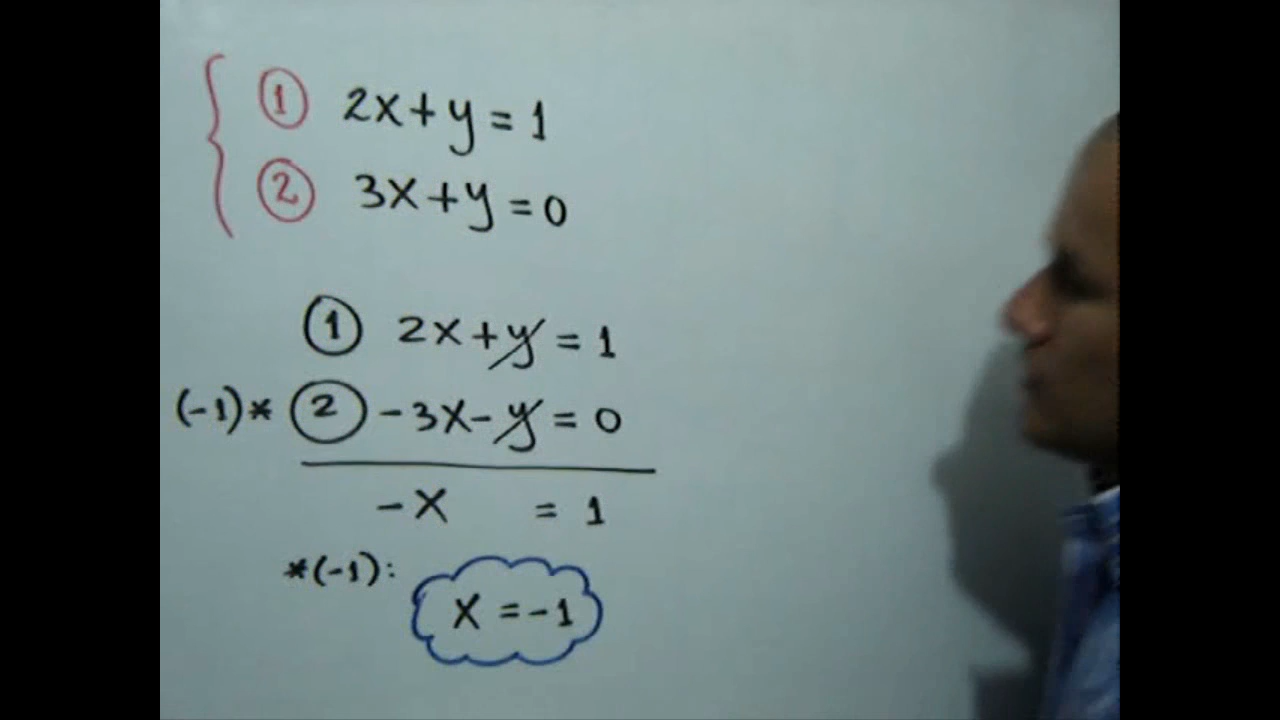 ① 2x+y=1
② 3x+y=0
① 2x+y=1
(-1)* ② -3x-y=0
-x =1
*(-1):
x=-1